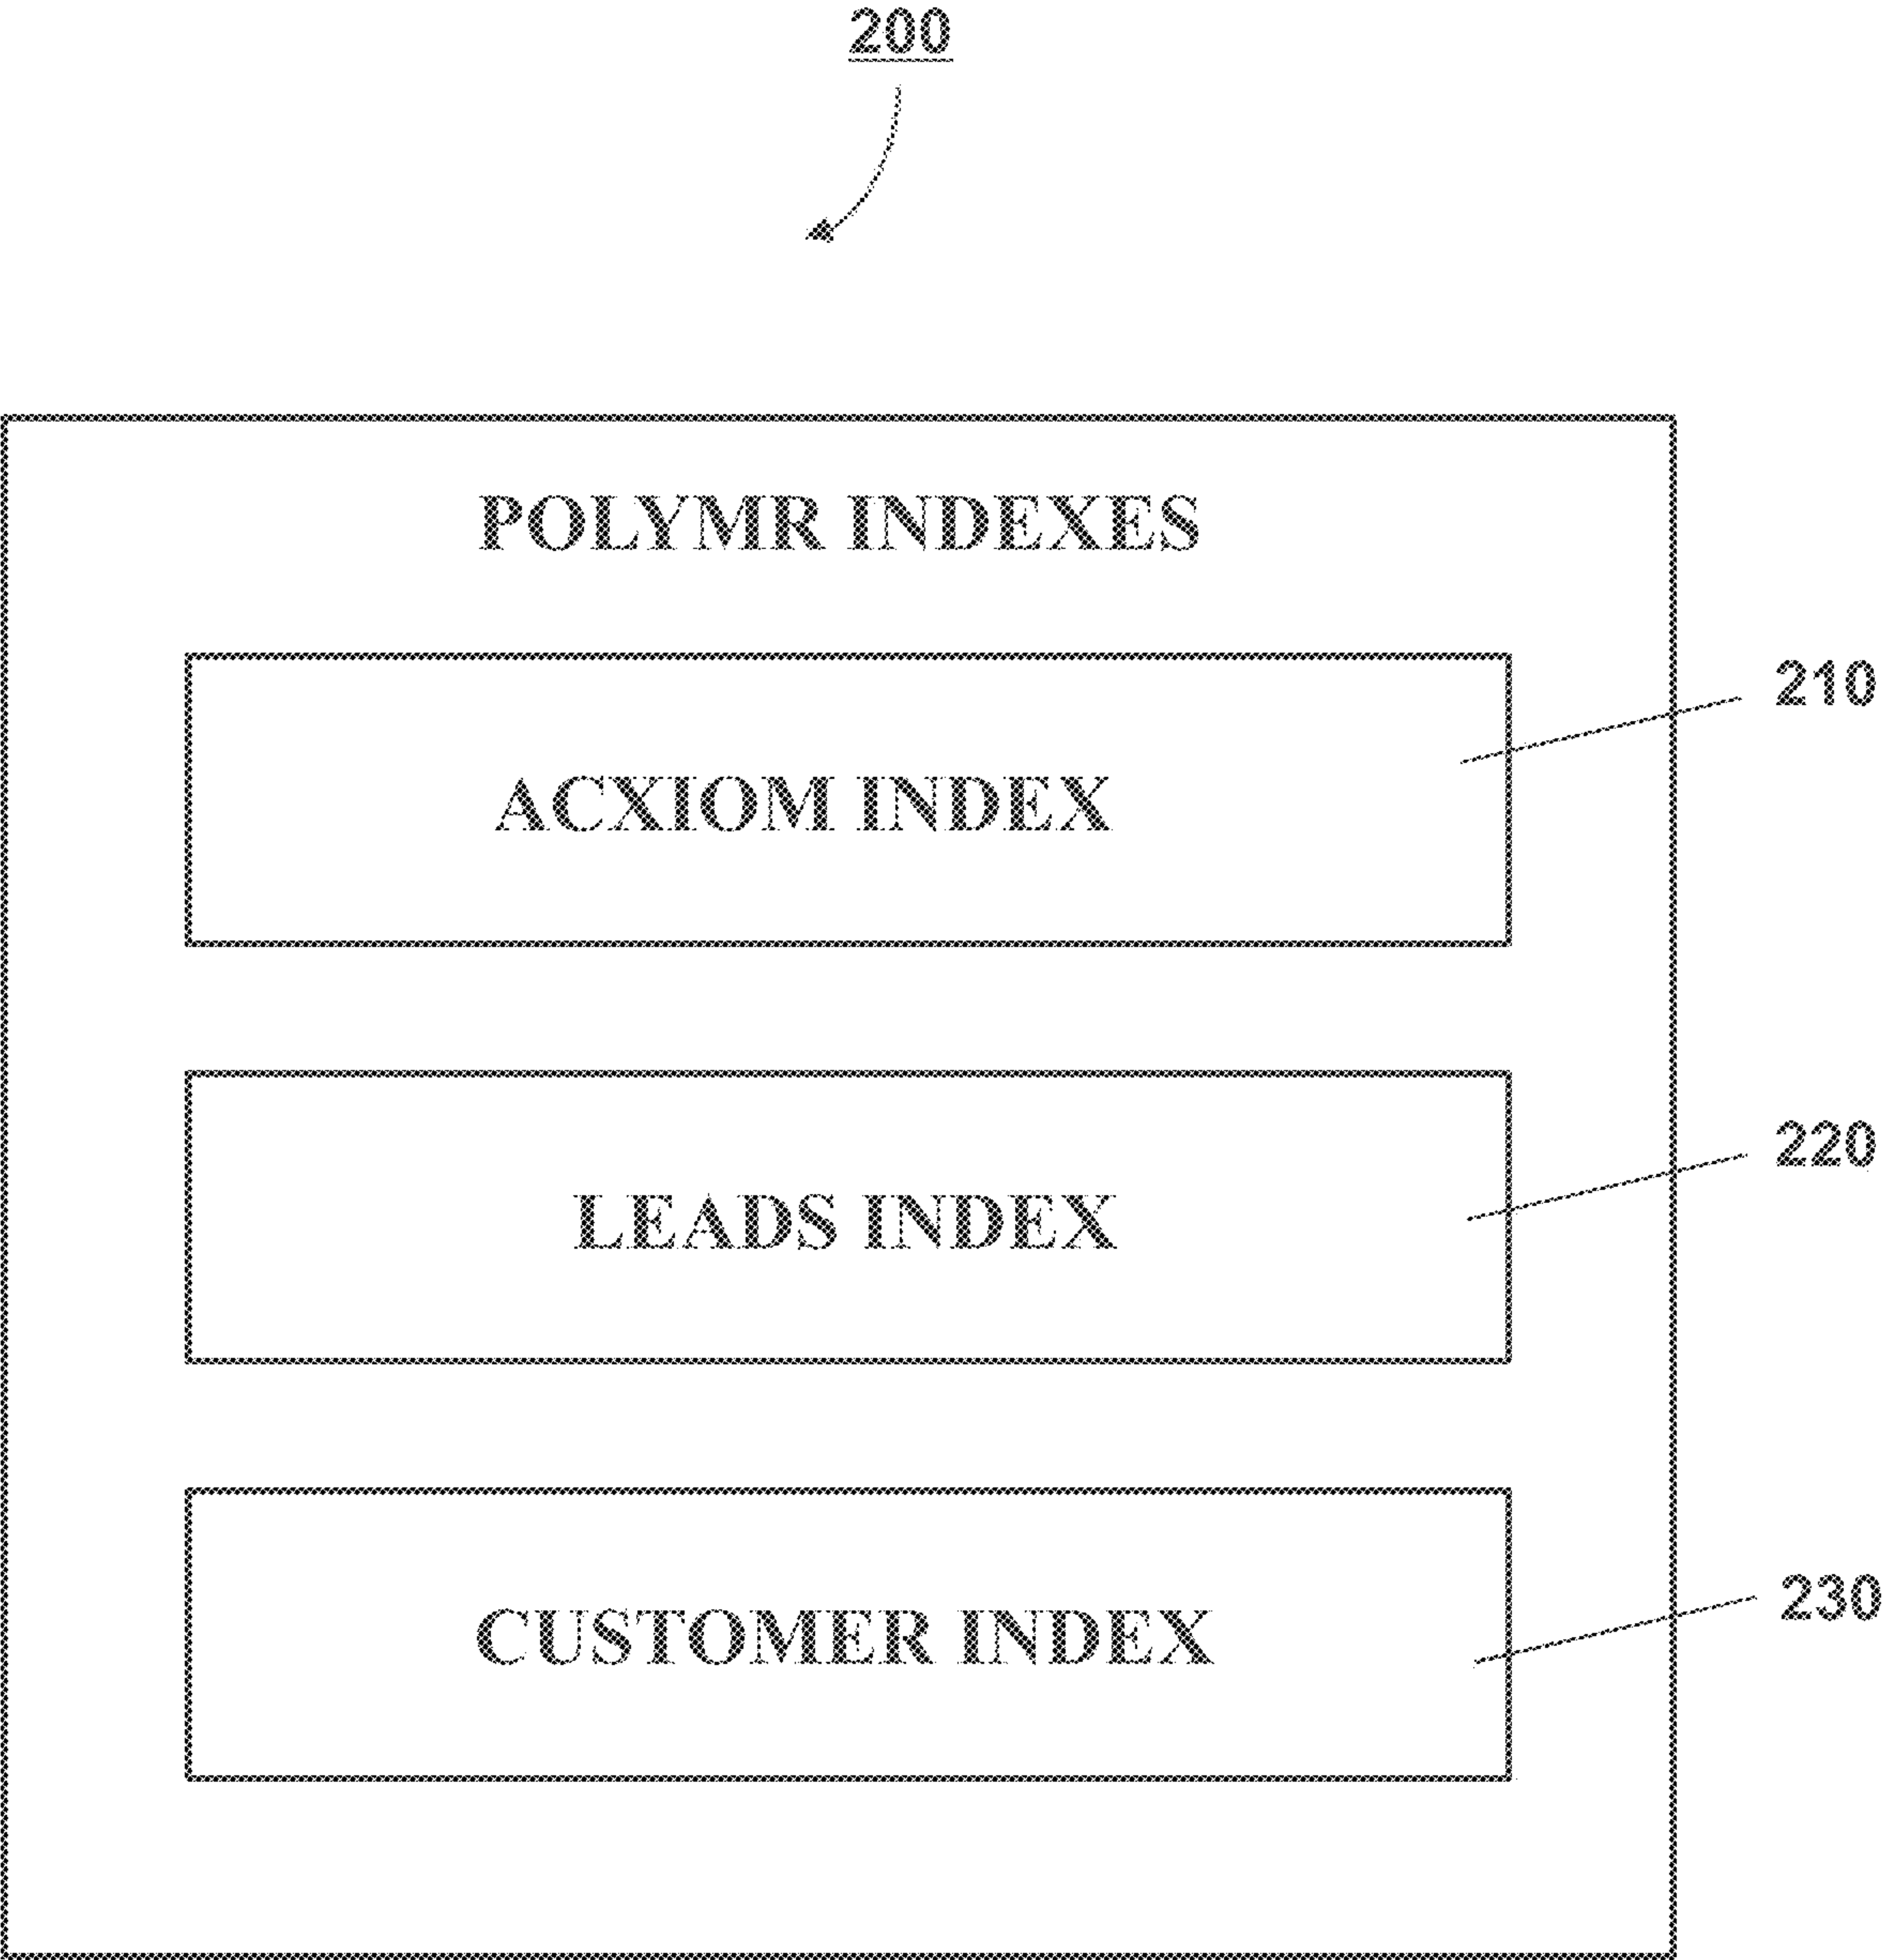 200
POLYMR INDEXES
210
ACXIOM INDEX
220
LEADS INDEX
230
CUSTOMER INDEX